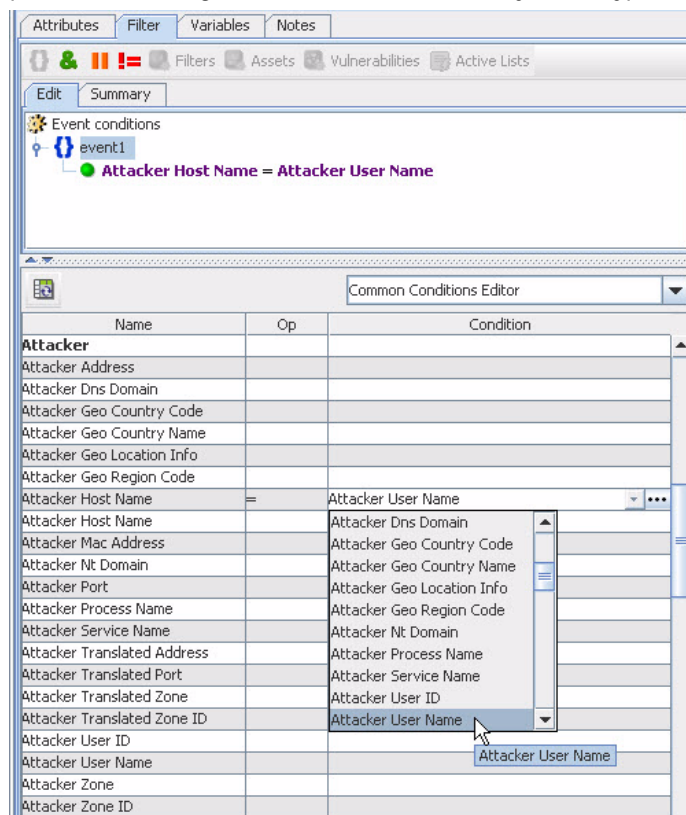 Attributes Filter Variables Notes
{} & || != Filters Assets Vulnerabilities Active Lists
Edit Summary
Event conditions
{} event1
Attacker Host Name = Attacker User Name
Common Conditions Editor
Name Op Condition
Attacker
Attacker Address
Attacker Dns Domain
Attacker Geo Country Code
Attacker Geo Country Name
Attacker Geo Location Info
Attacker Geo Region Code
Attacker Host Name = Attacker User Name ...
Attacker Host Name Attacker Dns Domain
Attacker Mac Address Attacker Geo Country Code
Attacker Nt Domain Attacker Geo Country Name
Attacker Port Attacker Geo Location Info
Attacker Process Name Attacker Geo Region Code
Attacker Service Name Attacker Nt Domain
Attacker Translated Address Attacker Process Name
Attacker Translated Port Attacker Service Name
Attacker Translated Zone Attacker User ID
Attacker Translated Zone ID Attacker User Name
Attacker User ID
Attacker User Name Attacker User Name
Attacker Zone
Attacker Zone ID